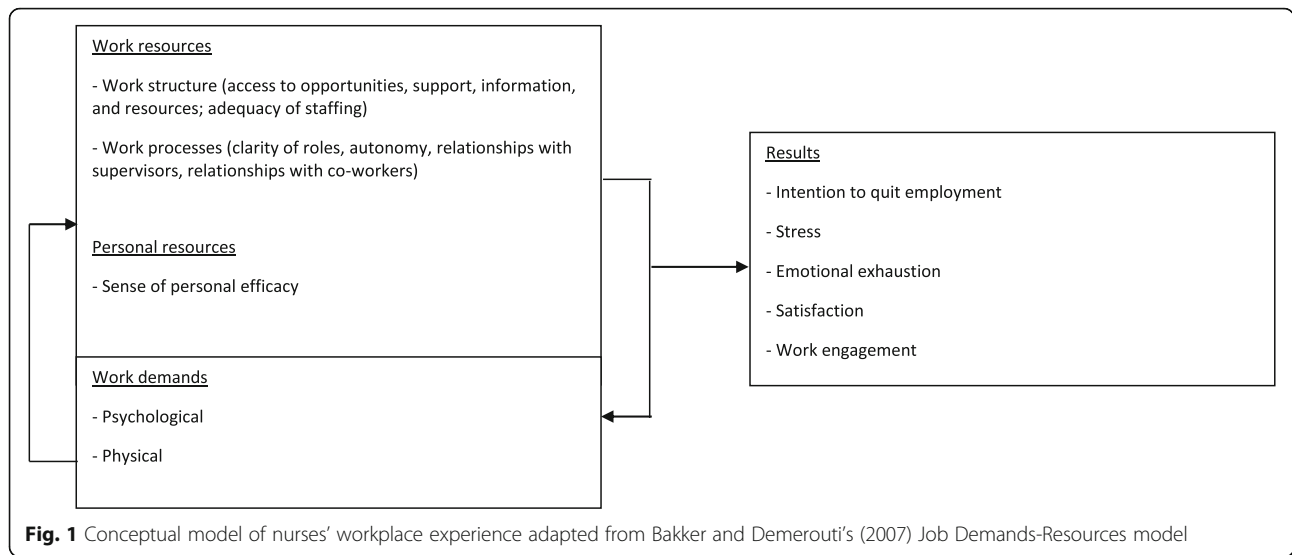 Work resources
- Work structure (access to opportunities, support, information,
and resources; adequacy of staffing)
- Work processes (clarity of roles, autonomy, relationships with
supervisors, relationships with co-workers)
Personal resources
- Sense of personal efficacy
Work demands
- Psychological
- Physical
Results
- Intention to quit employment
- Stress
- Emotional exhaustion
- Satisfaction
- Work engagement
Fig. 1 Conceptual model of nurses’ workplace experience adapted from Bakker and Demerouti’s (2007) Job Demands-Resources model